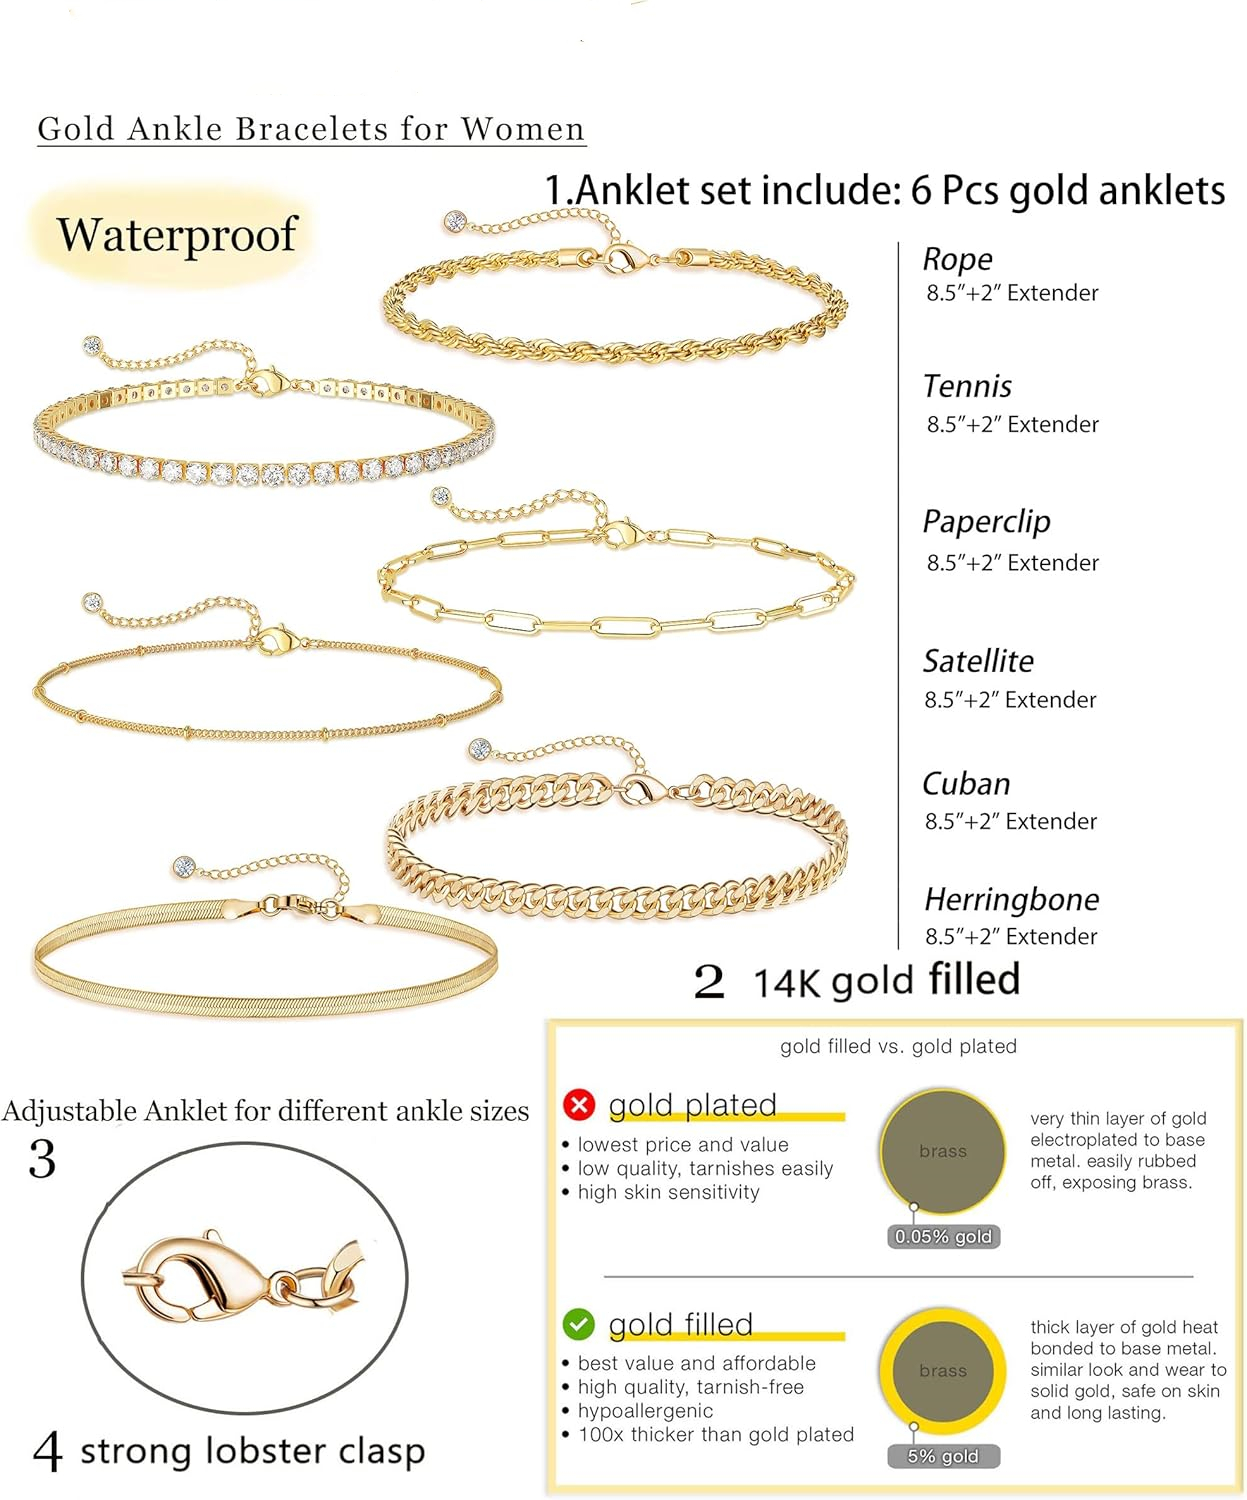 Gold Ankle Bracelets for Women
Waterproof
1.Anklet set include: 6 Pcs gold anklets
Rope
8.5"+2" Extender
Tennis
8.5"+2" Extender
Paperclip
8.5"+2" Extender
Satellite
8.5"+2" Extender
Cuban
8.5"+2" Extender
Herringbone
8.5"+2" Extender
2 14K gold filled
gold filled vs. gold plated
gold plated
• lowest price and value
• low quality, tarnishes easily
• high skin sensitivity
brass
0.05% gold
very thin layer of gold
electroplated to base
metal. easily rubbed
off, exposing brass.
gold filled
• best value and affordable
• high quality, tarnish-free
• hypoallergenic
• 100x thicker than gold plated
brass
5% gold
thick layer of gold heat
bonded to base metal.
similar look and wear to
solid gold, safe on skin
and long lasting.
Adjustable Anklet for different ankle sizes
3
4 strong lobster clasp